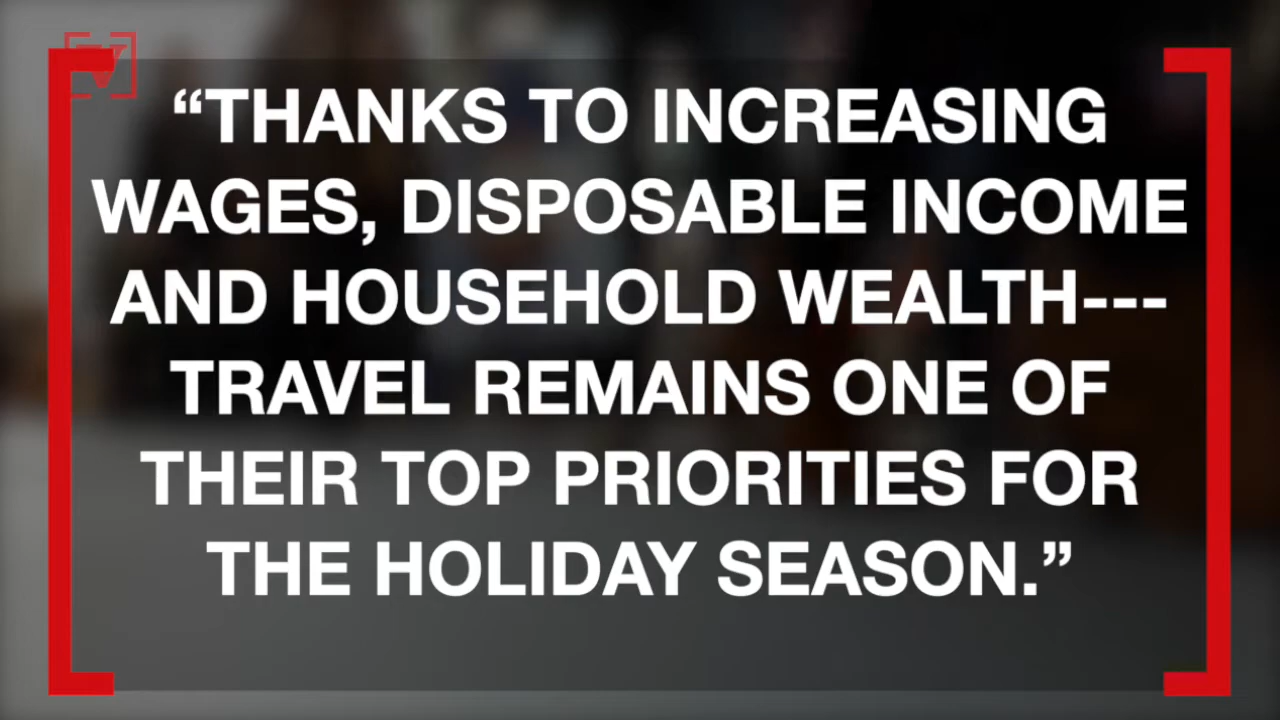 “THANKS TO INCREASING
WAGES, DISPOSABLE INCOME
AND HOUSEHOLD WEALTH---
TRAVEL REMAINS ONE OF
THEIR TOP PRIORITIES FOR
THE HOLIDAY SEASON.”